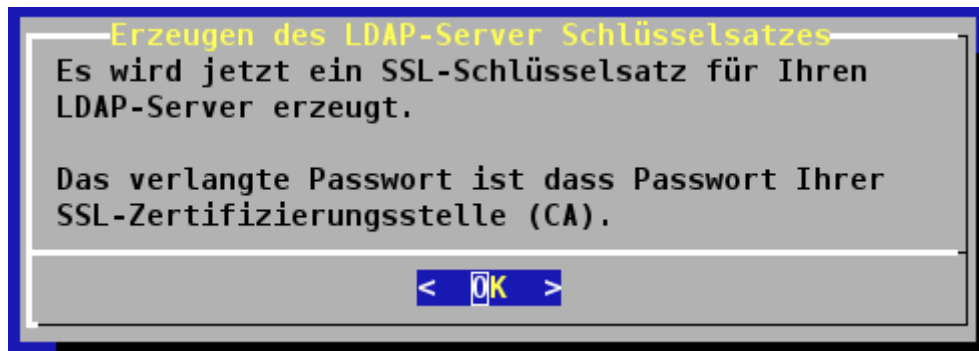 Erzeugen des LDAP-Server Schlüsselsatzes
Es wird jetzt ein SSL-Schlüsselsatz für Ihren
LDAP-Server erzeugt.
Das verlangte Passwort ist dass Passwort Ihrer
SSL-Zertifizierungsstelle (CA).
< OK >